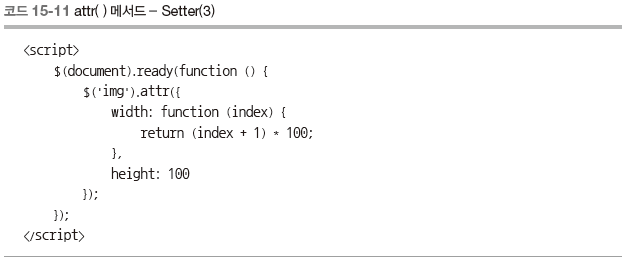 코드 15-11 attr( ) 메서드 – Setter(3)
<script>
    $(document).ready(function () {
        $('img').attr({
            width: function (index) {
                return (index + 1) * 100;
            },
            height: 100
        });
    });
</script>